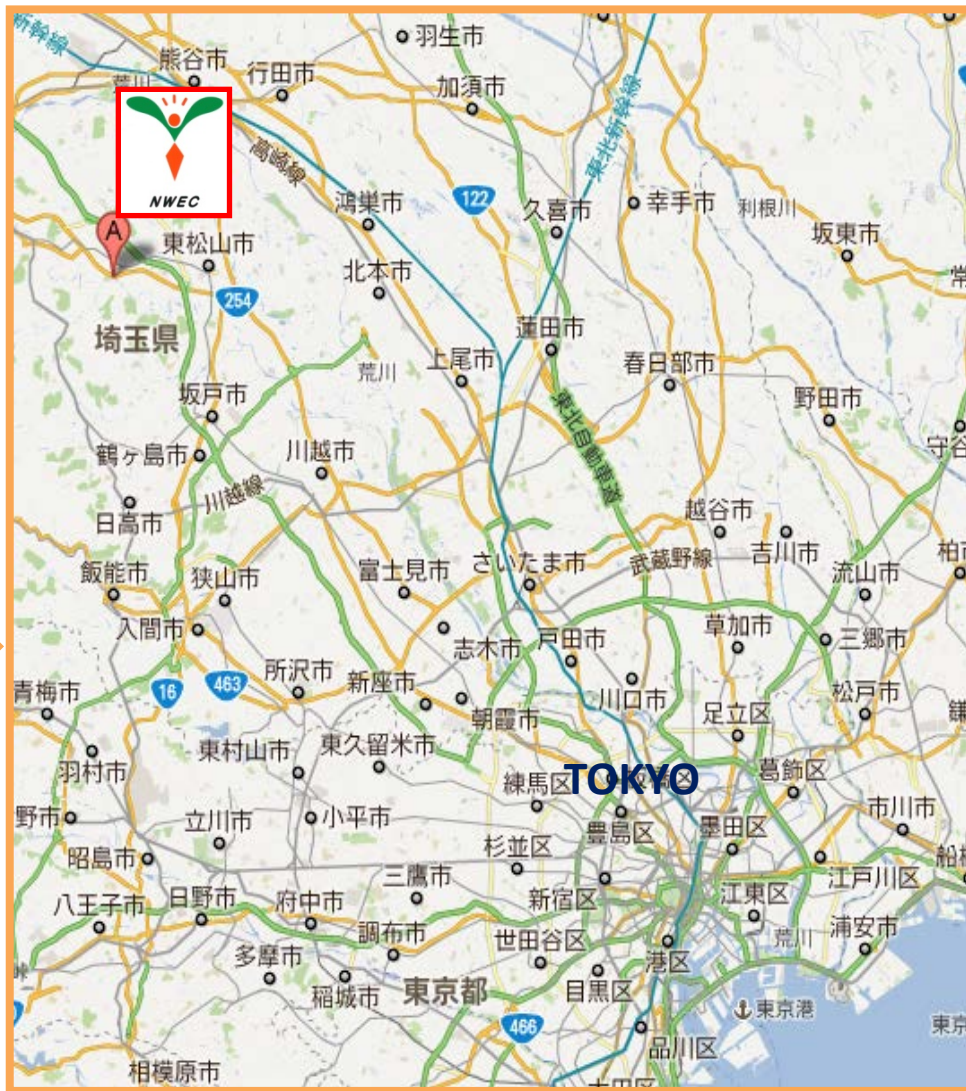 新幹線
熊谷市
荒川
行田市
羽生市
加須市
東北新幹線
NWEC
高崎線
鴻巣市
122
久喜市
幸手市
利根川
坂東市
常
A
東松山市
北本市
254
埼玉県
蓮田市
上尾市
荒川
春日部市
野田市
坂戸市
東北自動車道
守谷
鶴ヶ島市
川越市
川越線
日高市
越谷市
吉川市
柏市
飯能市
狭山市
富士見市
さいたま市
武蔵野線
流山市
入間市
志木市
戸田市
草加市
三郷市
所沢市
16
463
新座市
川口市
松戸市
鎌
青梅市
朝霞市
足立区
東村山市
東久留米市
羽村市
練馬区
TOKYO
葛飾区
野市
立川市
小平市
豊島区
墨田区
市川市
昭島市
杉並区
三鷹市
江戸川区
船橋
八王子市
日野市
府中市
新宿区
江東区
調布市
世田谷区
荒川
浦安市
多摩市
港区
峠
稲城市
東京都
目黒区
東京港
466
品川区
東京
相模原市
大田区